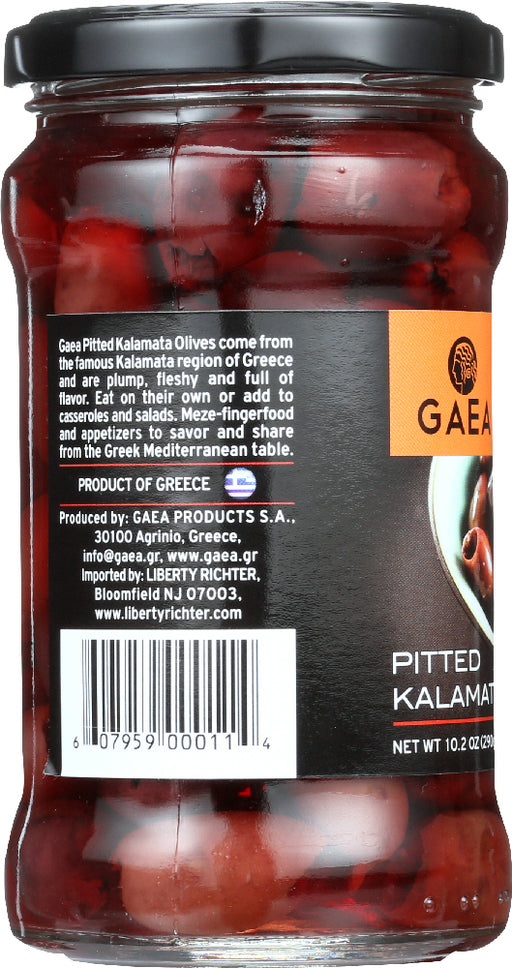 Gaea Pitted Kalamata Olives come from
the famous Kalamata region of Greece
and are plump, fleshy and full of
flavor. Eat on their own or add to
casseroles and salads. Meze-fingerfood
and appetizers to savor and share
from the Greek Mediterranean table.
PRODUCT OF GREECE
Produced by: GAEA PRODUCTS S.A.,
30100 Agrinio, Greece,
info@gaea.gr, www.gaea.gr
Imported by: LIBERTY RICHTER,
Bloomfield NJ 07003,
www.libertyrichter.com
6 07959 00011 4
GAEA
PITTED
KALAMAT
NET WT 10.2 OZ (290g